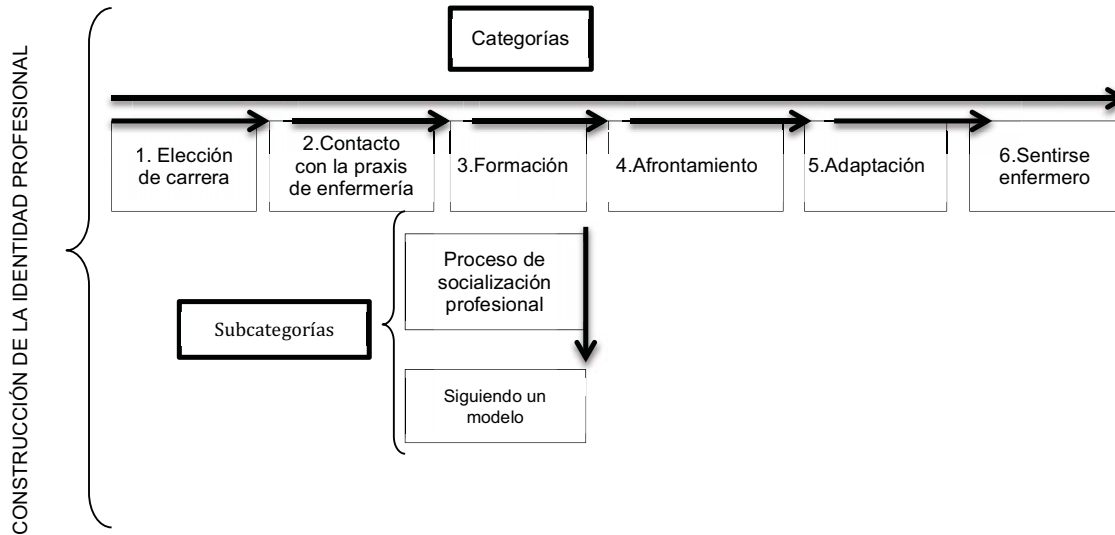 CONSTRUCCIÓN DE LA IDENTIDAD PROFESIONAL
Categorías
1. Elección
de carrera
2.Contacto
con la praxis
de enfermería
3.Formación
4.Afrontamiento
5.Adaptación
6.Sentirse
enfermero
Subcategorías
Proceso de
socialización
profesional
Siguiendo un
modelo